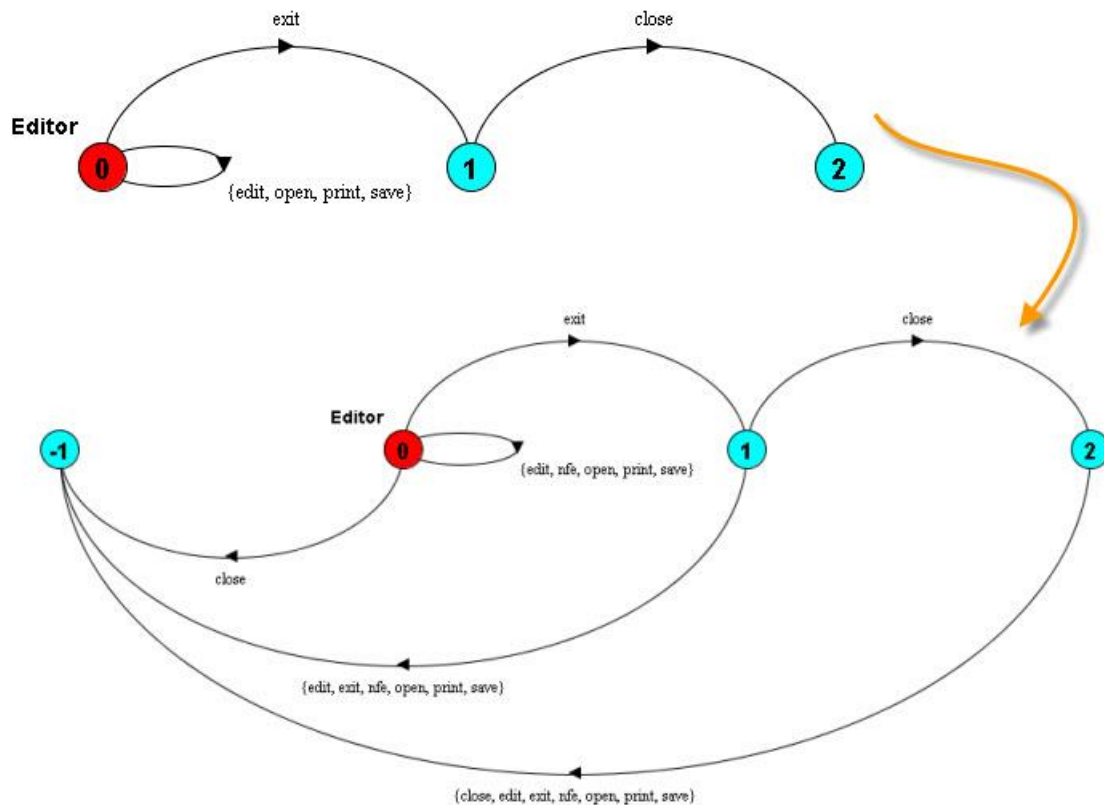 exit
close
Editor
0
1
2
{edit, open, print, save}
exit
close
Editor
-1
0
1
2
{edit, nfe, open, print, save}
close
{edit, exit, nfe, open, print, save}
{close, edit, exit, nfe, open, print, save}